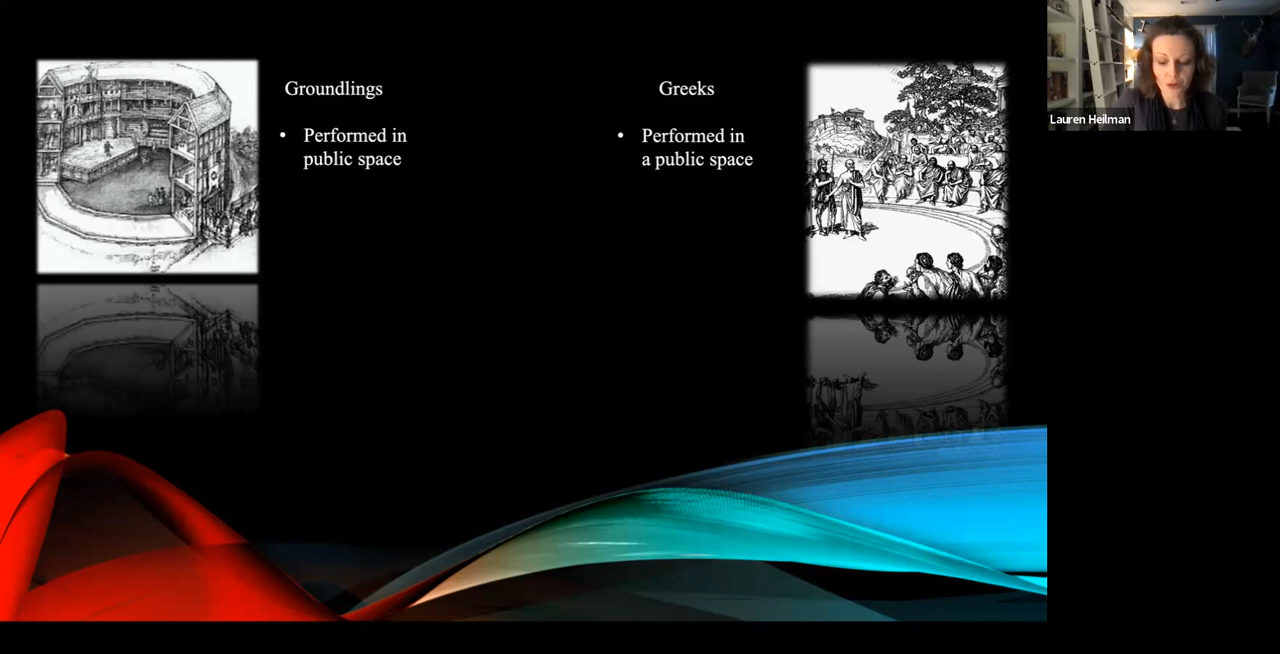 Groundlings
• Performed in
public space
Greeks
• Performed in
a public space
Lauren Heilman